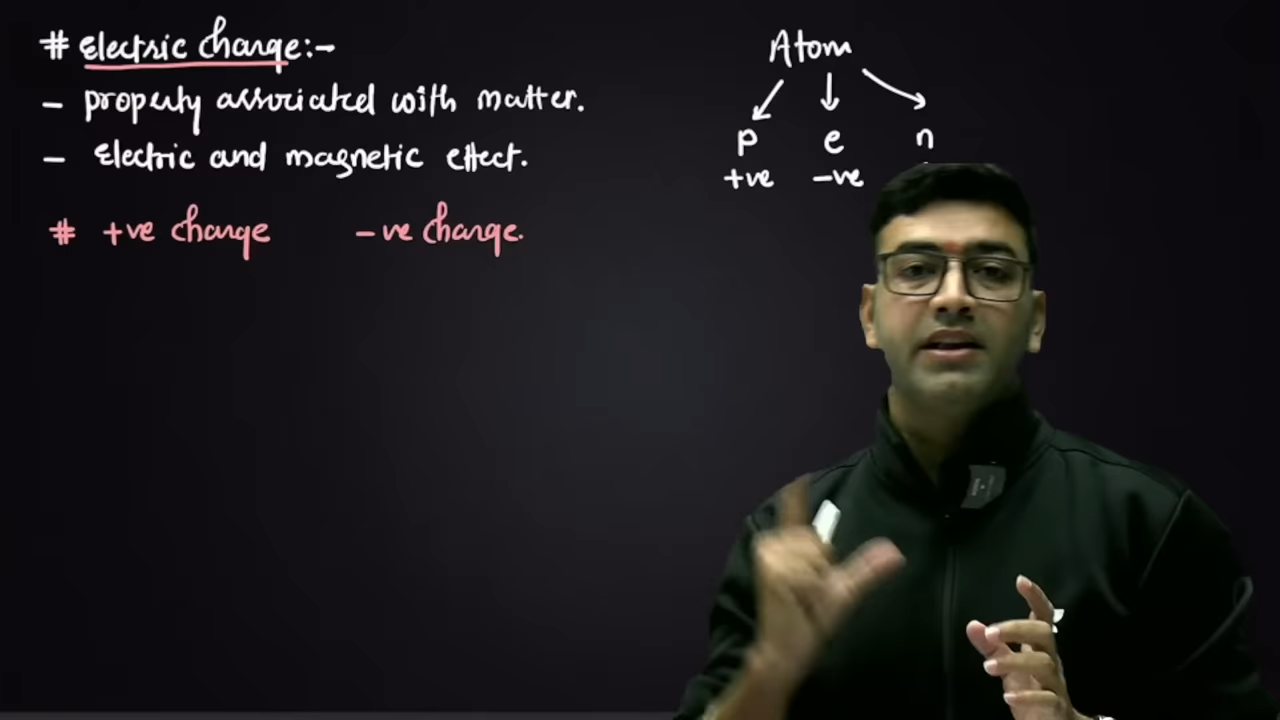 # Electric charge:-
- property associated with matter.
- Electric and magnetic effect.
# +ve charge -ve charge.
Atom
p e n
+ve -ve